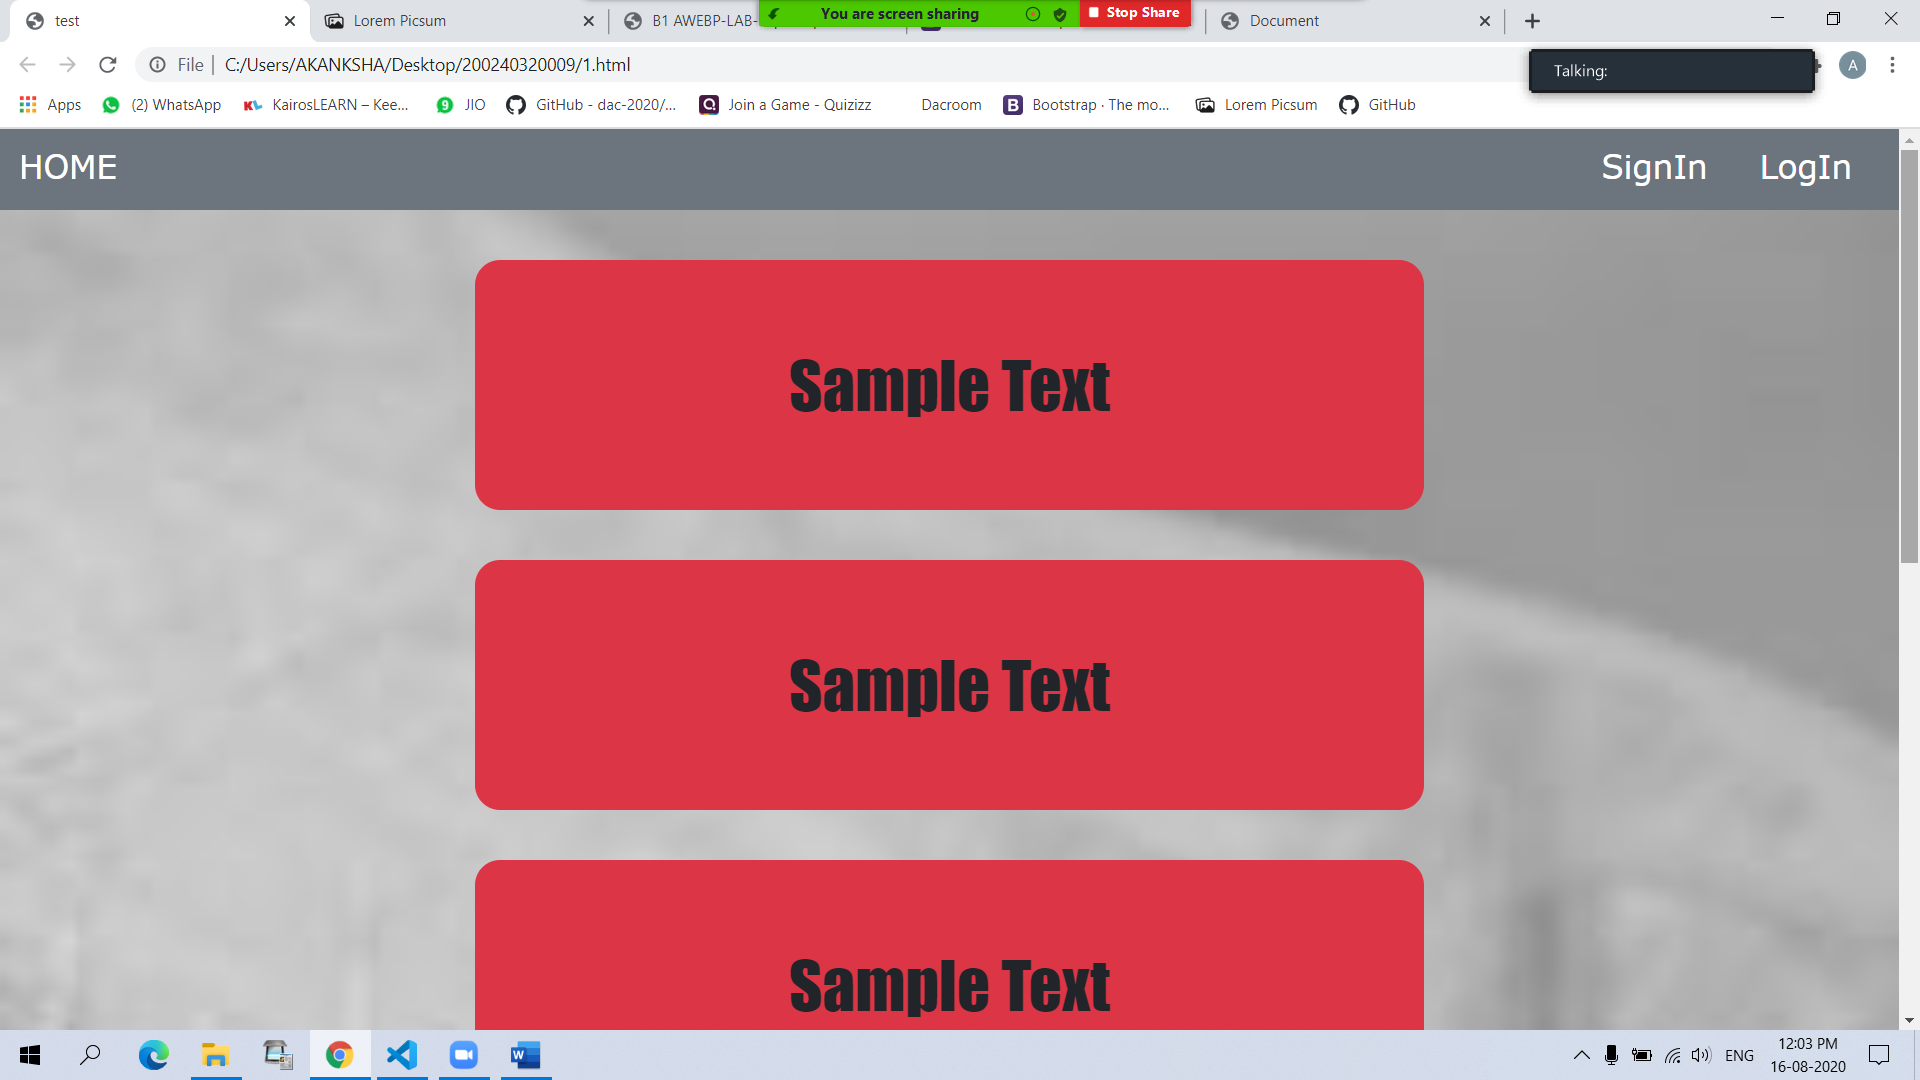 test
Lorem Picsum
B1 AWEBP-LAB-
You are screen sharing
Stop Share
Document
File
C:/Users/AKANKSHA/Desktop/200240320009/1.html
Talking:
A
Apps
(2) WhatsApp
KairosLEARN – Kee...
JIO
GitHub - dac-2020/...
Join a Game - Quizizz
Dacroom
Bootstrap · The mo...
Lorem Picsum
GitHub
HOME
SignIn
LogIn
Sample Text
Sample Text
Sample Text
ENG
12:03 PM
16-08-2020